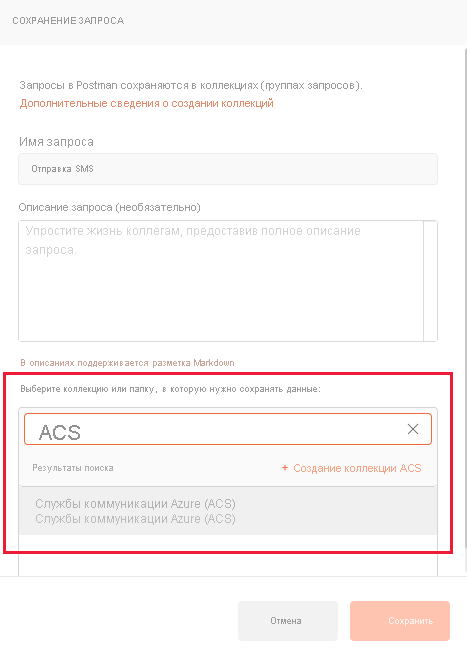 СОХРАНЕНИЕ ЗАПРОСА
Запросы в Postman сохраняются в коллекциях (группах запросов).
Дополнительные сведения о создании коллекций
Имя запроса
Отправка SMS
Описание запроса (необязательно)
Упростите жизнь коллегам, предоставив полное описание
запроса.
В описаниях поддерживается разметка Markdown
Выберите коллекцию или папку, в которую нужно сохранять данные:
ACS
Результаты поиска
+ Создание коллекции ACS
Службы коммуникации Azure (ACS)
Службы коммуникации Azure (ACS)
Отмена
Сохранить